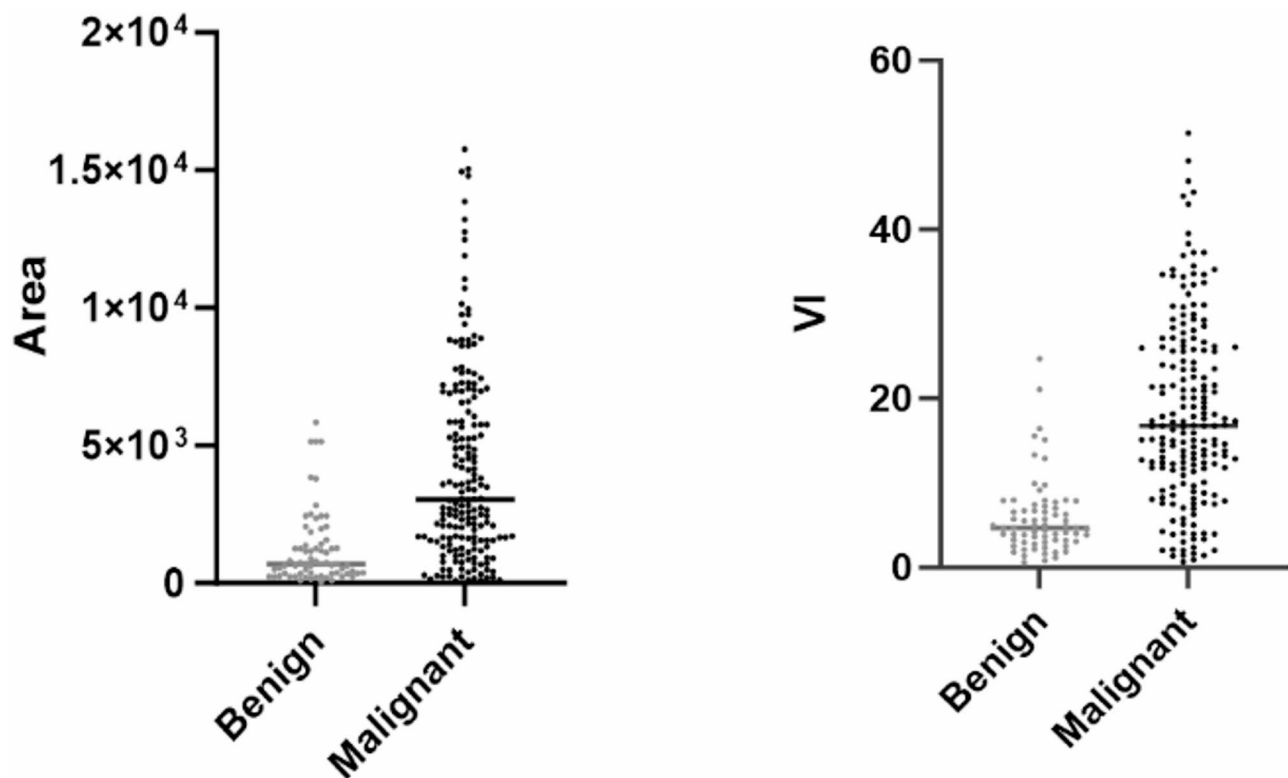 Area
2×10⁴
1.5×10⁴
1×10⁴
5×10³
0
Benign
Malignant
VI
60
40
20
0
Benign
Malignant